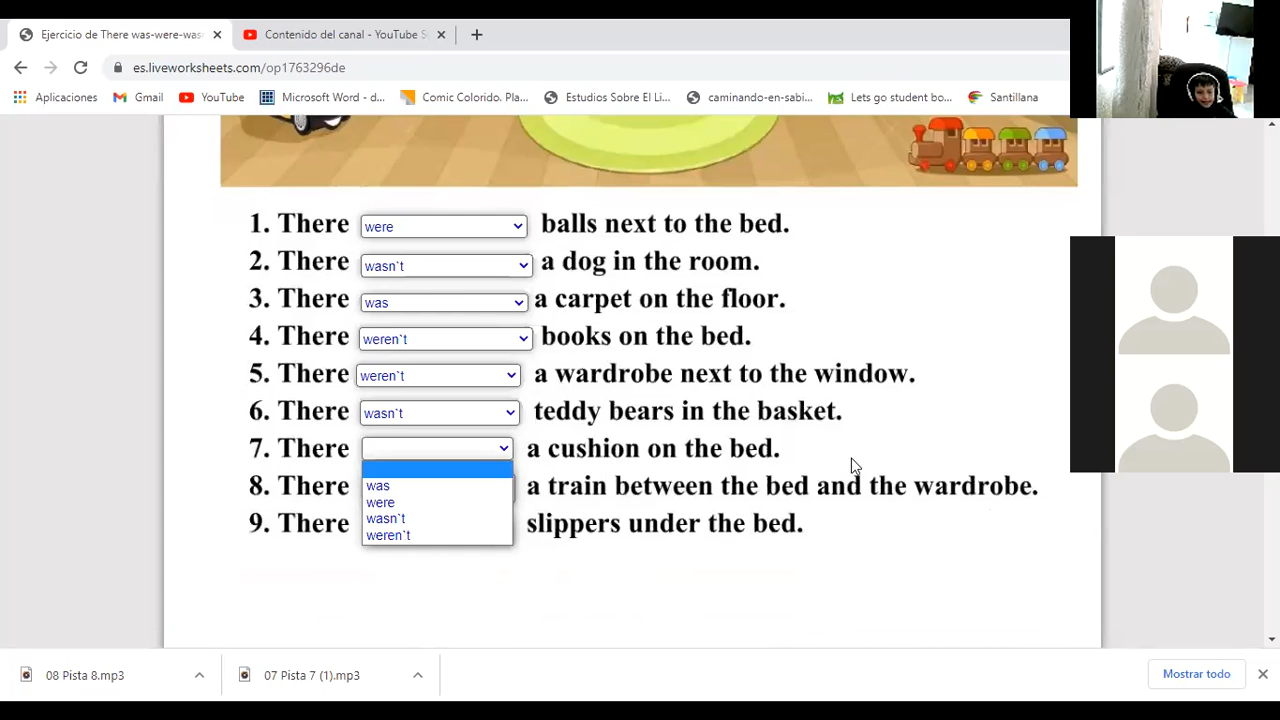 Ejercicio de There was-were-wasn
Contenido del canal - YouTube S
es.liveworksheets.com/op1763296de
Aplicaciones
Gmail
YouTube
Microsoft Word - d...
Comic Colorido. Pla...
Estudios Sobre El Li...
caminando-en-sabi...
Lets go student bo...
Santillana
1. There were balls next to the bed.
2. There wasn`t a dog in the room.
3. There was a carpet on the floor.
4. There weren`t books on the bed.
5. There weren`t a wardrobe next to the window.
6. There wasn`t teddy bears in the basket.
7. There a cushion on the bed.
8. There a train between the bed and the wardrobe.
9. There slippers under the bed.
was
were
wasn`t
weren`t
08 Pista 8.mp3
07 Pista 7 (1).mp3
Mostrar todo